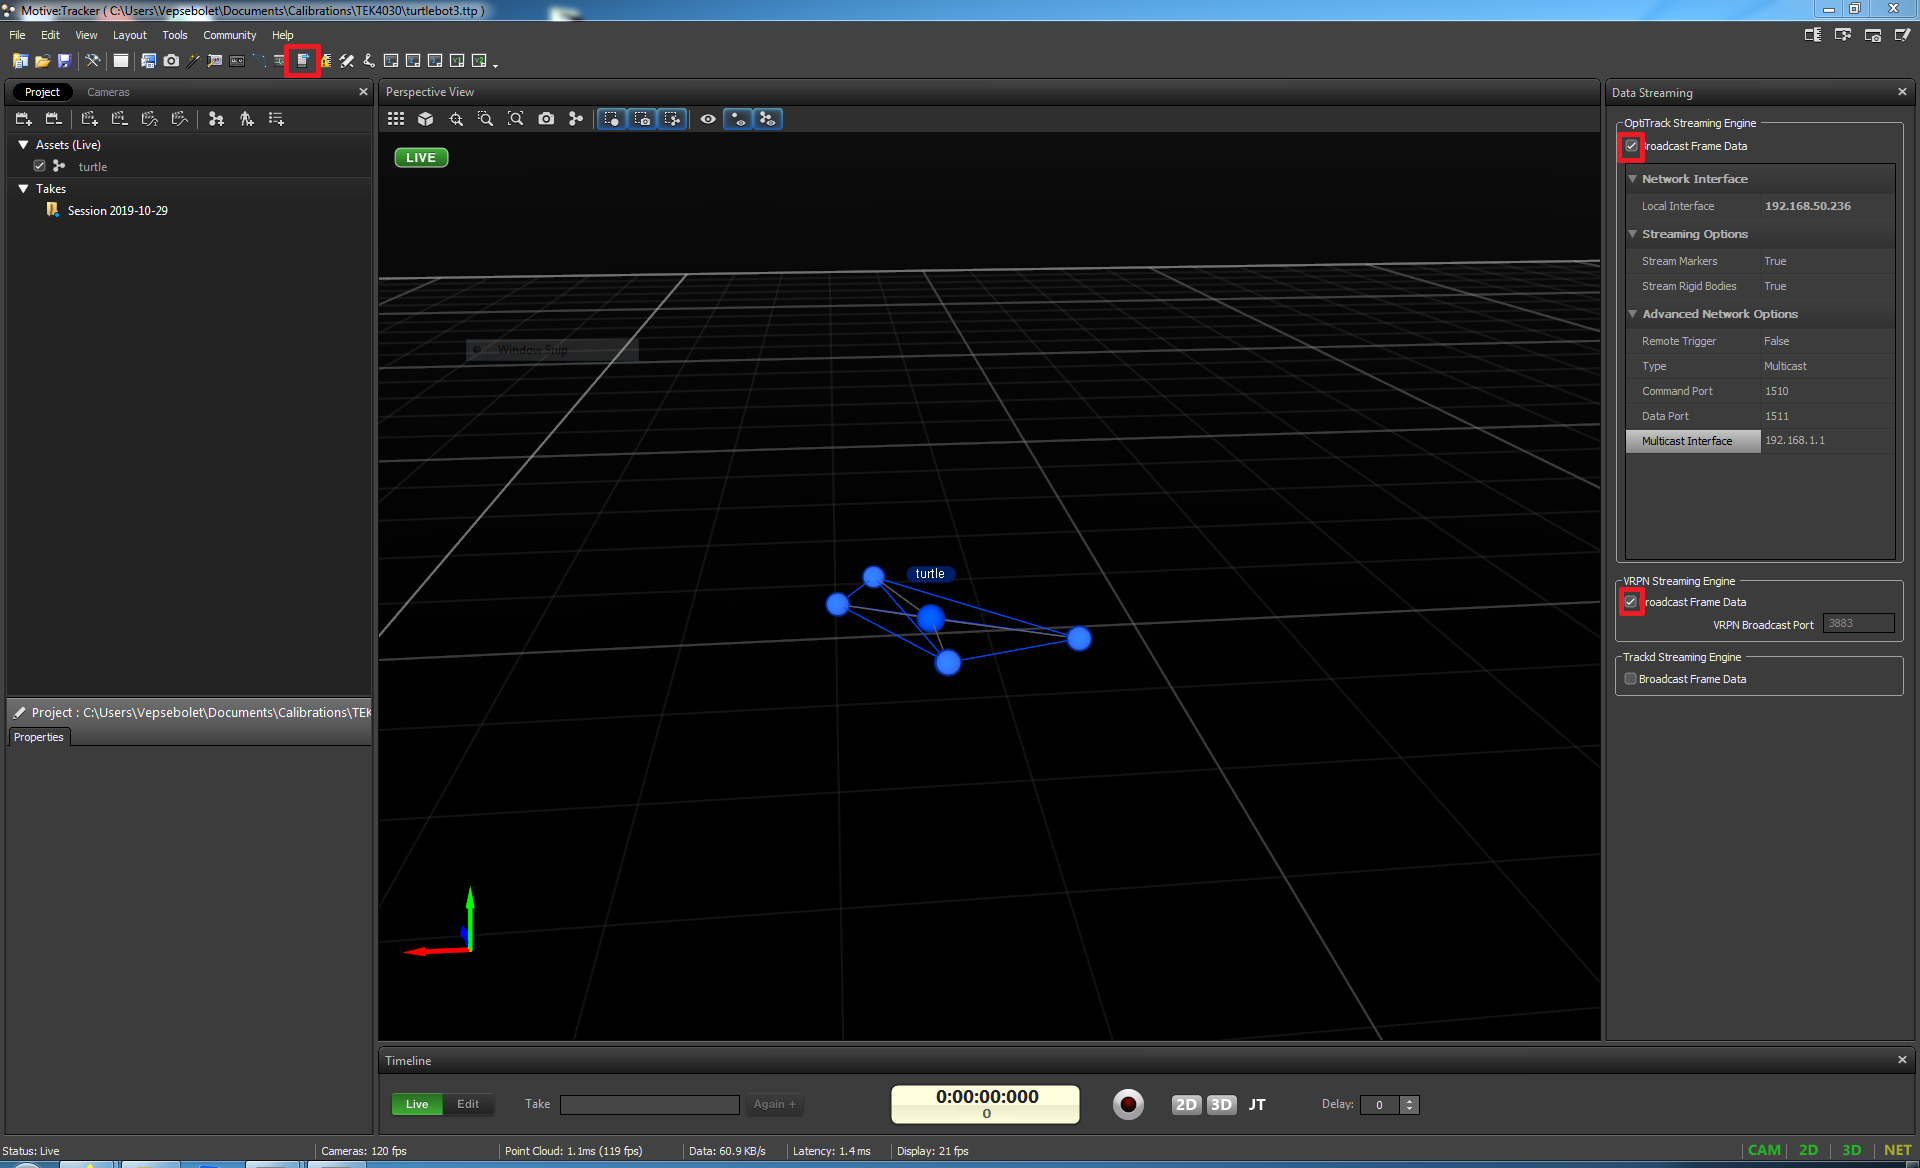 Motive:Tracker ( C:\Users\Vepsebolet\Documents\Calibrations\TEK4030\turtlebot3.ttp )
File Edit View Layout Tools Community Help
Project Cameras
Assets (Live)
turtle
Takes
Session 2019-10-29
Project : C:\Users\Vepsebolet\Documents\Calibrations\TEK
Properties
Perspective View
LIVE
Window Snip
turtle
Data Streaming
OptiTrack Streaming Engine
roadcast Frame Data
Network Interface
Local Interface 192.168.50.236
Streaming Options
Stream Markers True
Stream Rigid Bodies True
Advanced Network Options
Remote Trigger False
Type Multicast
Command Port 1510
Data Port 1511
Multicast Interface 192.168.1.1
VRPN Streaming Engine
roadcast Frame Data
VRPN Broadcast Port 3883
Trackd Streaming Engine
Broadcast Frame Data
Timeline
Live Edit Take Again + 0:00:00:000 2D 3D JT Delay: 0
0
Status: Live Cameras: 120 fps Point Cloud: 1.1ms (119 fps) Data: 60.9 KB/s Latency: 1.4 ms Display: 21 fps CAM 2D 3D NET